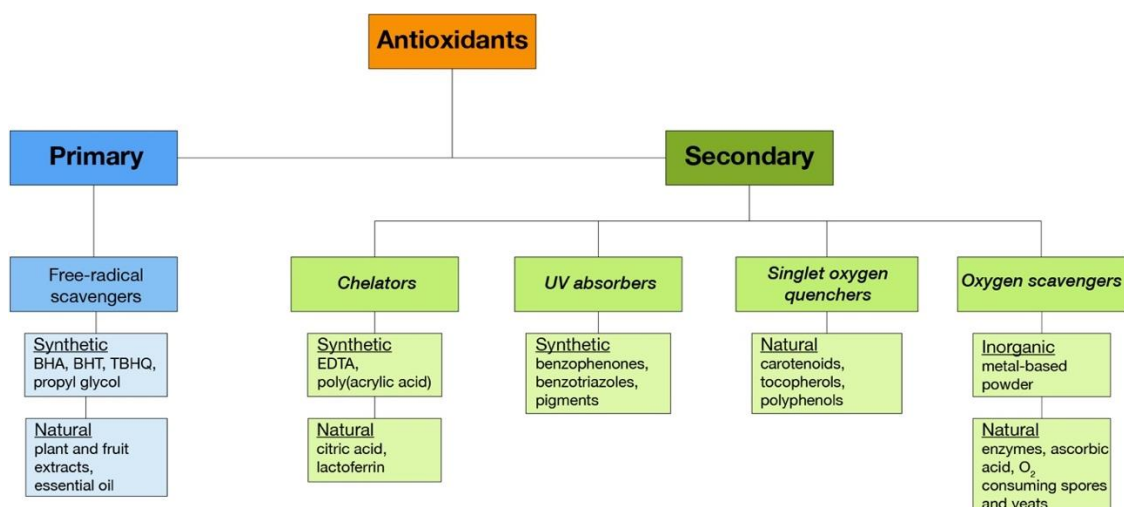 Antioxidants
Primary
Secondary
Free-radical
scavengers
Chelators
UV absorbers
Singlet oxygen
quenchers
Oxygen scavengers
Synthetic
BHA, BHT, TBHQ,
propyl glycol
Natural
plant and fruit
extracts,
essential oil
Synthetic
EDTA,
poly(acrylic acid)
Natural
citric acid,
lactoferrin
Synthetic
benzophenones,
benzotriazoles,
pigments
Natural
carotenoids,
tocopherols,
polyphenols
Inorganic
metal-based
powder
Natural
enzymes, ascorbic
acid, O₂
consuming spores
and yeats